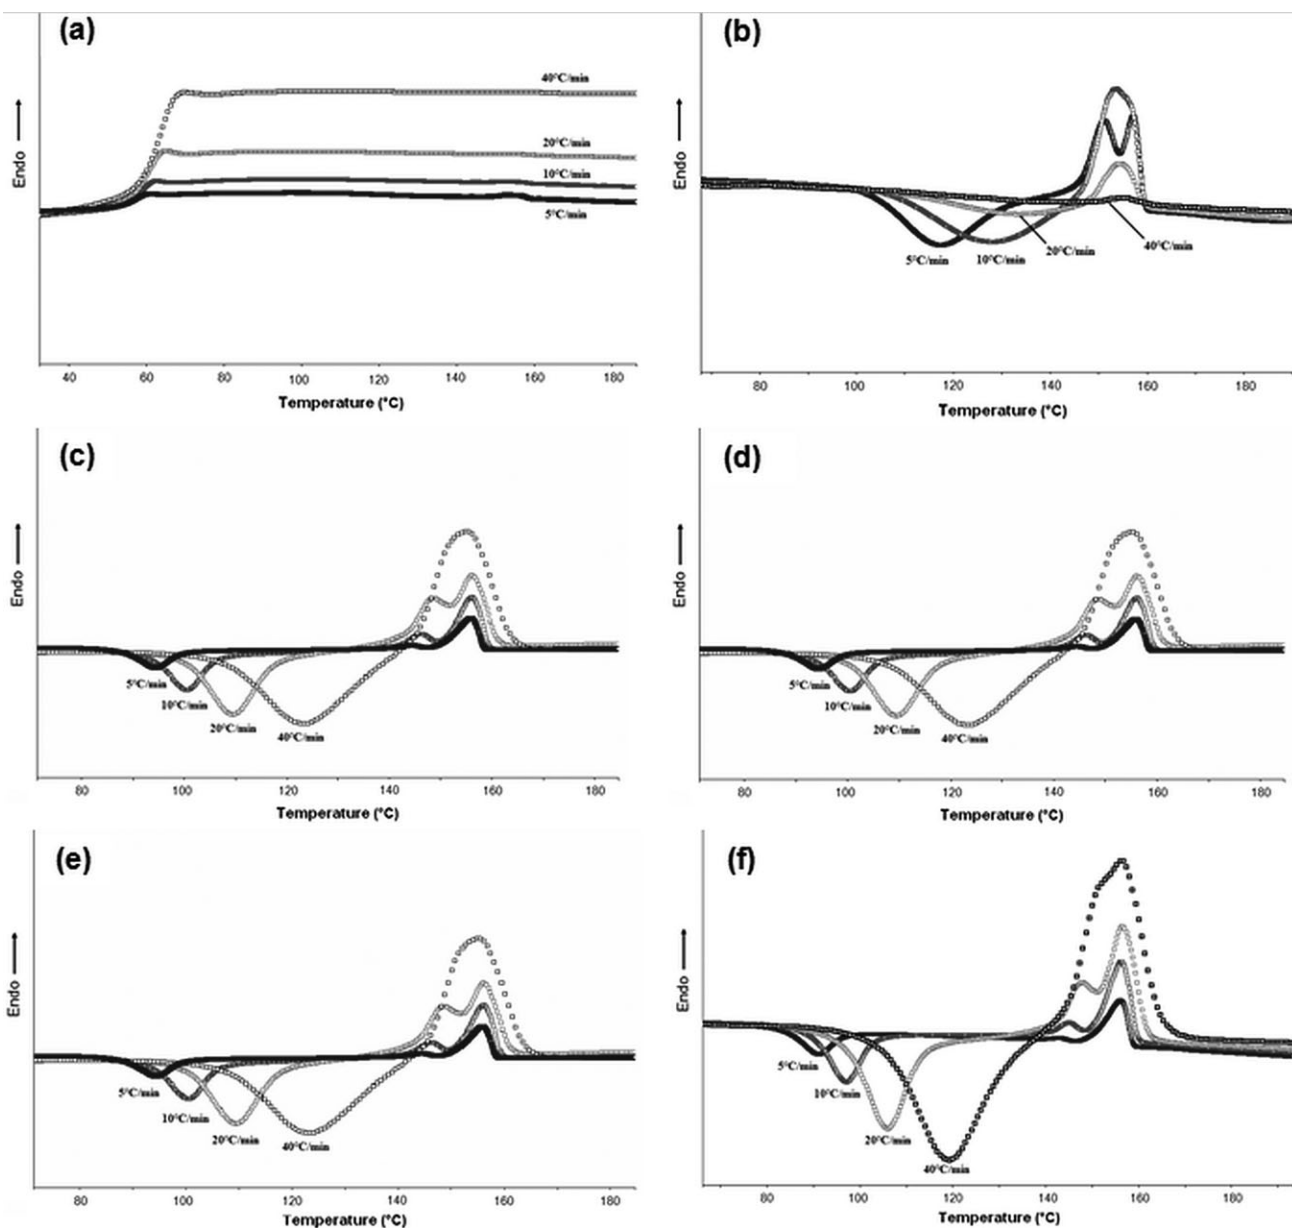 (a)
Endo
40°C/min
20°C/min
10°C/min
5°C/min
40 60 80 100 120 140 160 180
Temperature (°C)
(b)
Endo
5°C/min 10°C/min 20°C/min 40°C/min
80 100 120 140 160 180
Temperature (°C)
(c)
Endo
5°C/min
10°C/min
20°C/min
40°C/min
80 100 120 140 160 180
Temperature (°C)
(d)
Endo
5°C/min
10°C/min
20°C/min
40°C/min
80 100 120 140 160 180
Temperature (°C)
(e)
Endo
5°C/min
10°C/min
20°C/min
40°C/min
80 100 120 140 160 180
Temperature (°C)
(f)
Endo
5°C/min
10°C/min
20°C/min
40°C/min
80 100 120 140 160 180
Temperature (°C)